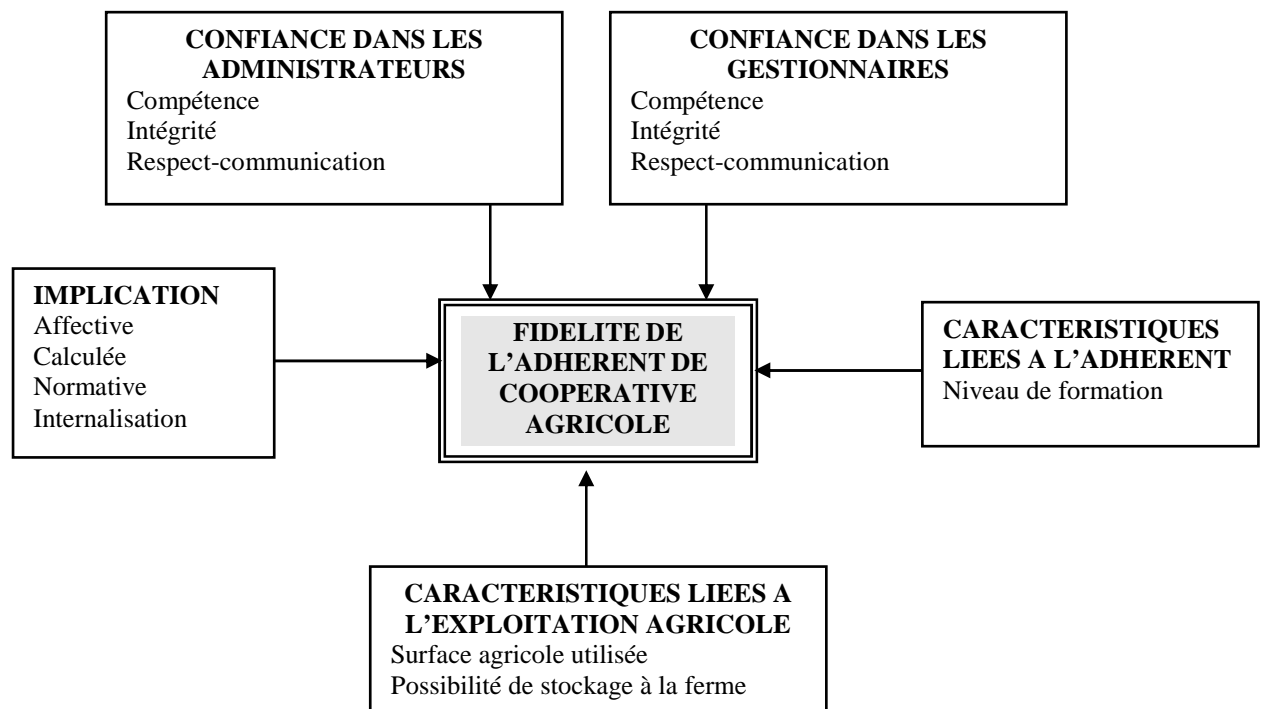 CONFIANCE DANS LES
ADMINISTRATEURS
Compétence
Intégrité
Respect-communication
CONFIANCE DANS LES
GESTIONNAIRES
Compétence
Intégrité
Respect-communication
IMPLICATION
Affective
Calculée
Normative
Internalisation
FIDELITE DE
L’ADHERENT DE
COOPERATIVE
AGRICOLE
CARACTERISTIQUES
LIEES A L’ADHERENT
Niveau de formation
CARACTERISTIQUES LIEES A
L’EXPLOITATION AGRICOLE
Surface agricole utilisée
Possibilité de stockage à la ferme